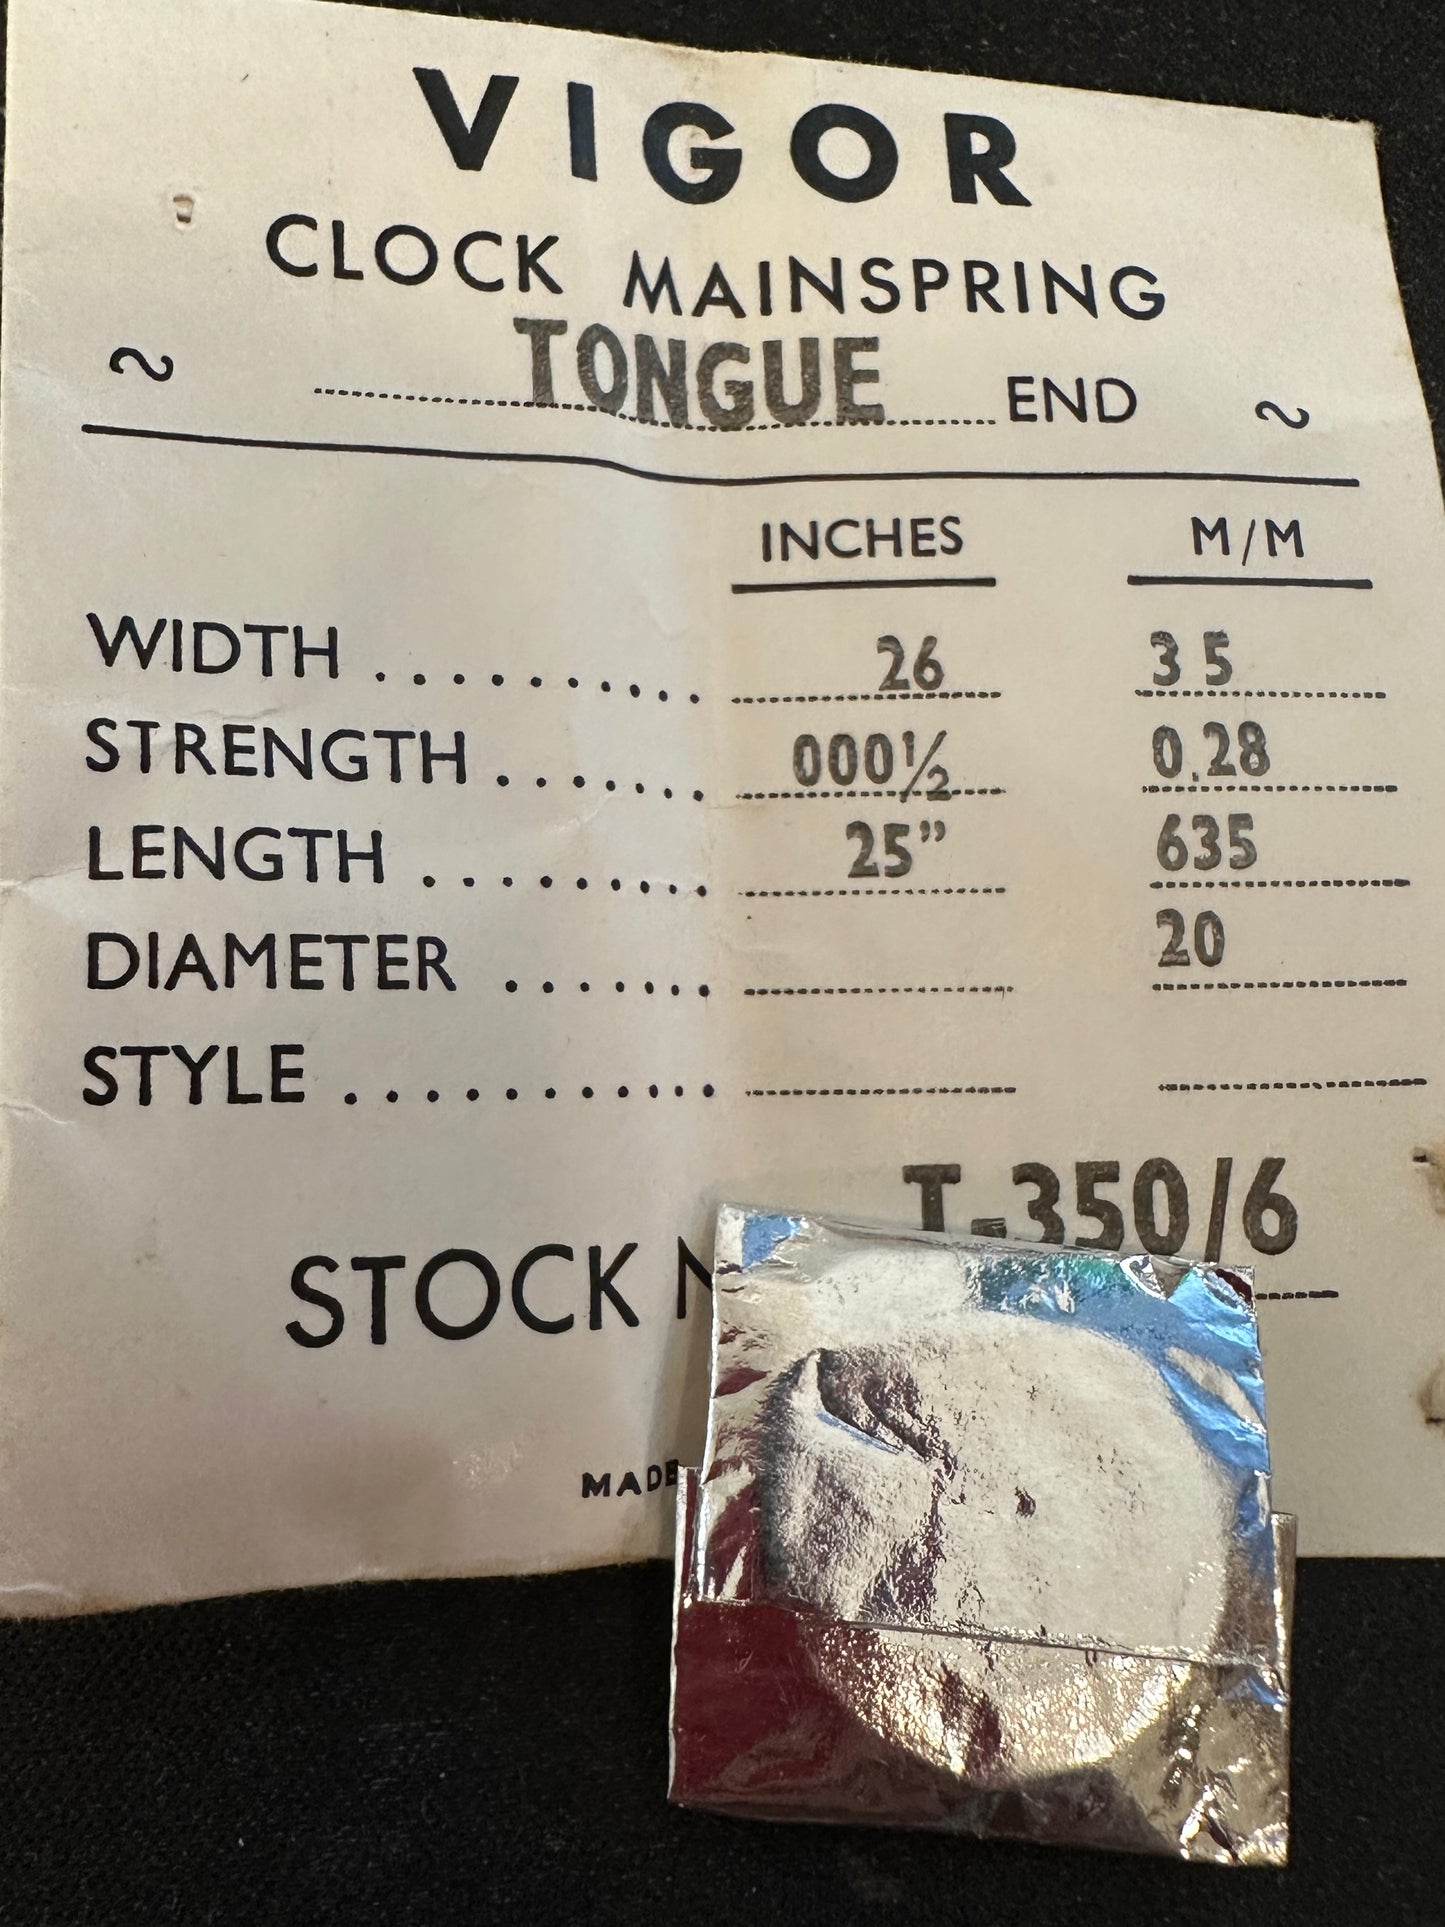 VIGOR
CLOCK MAINSPRING
~ TONGUE END ~
INCHES M/M
WIDTH .......... 26 3 5
STRENGTH ...... 000½ 0.28
LENGTH ......... 25” 635
DIAMETER ....... 20
STYLE ............
T-350/6
STOCK
MADE